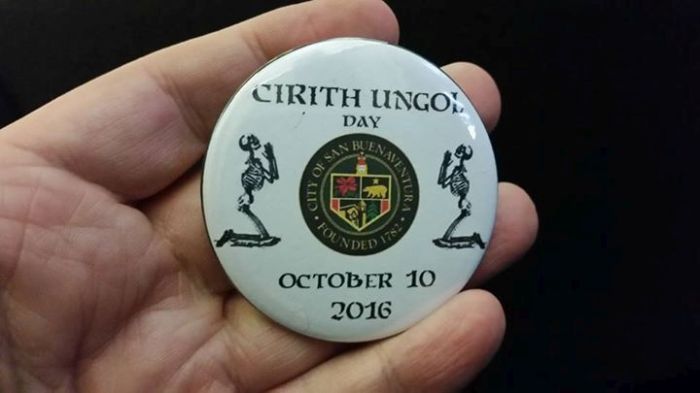 CIRITH UNGOL
DAY
CITY OF SAN BUENAVENTURA
FOUNDED 1782
OCTOBER 10
2016